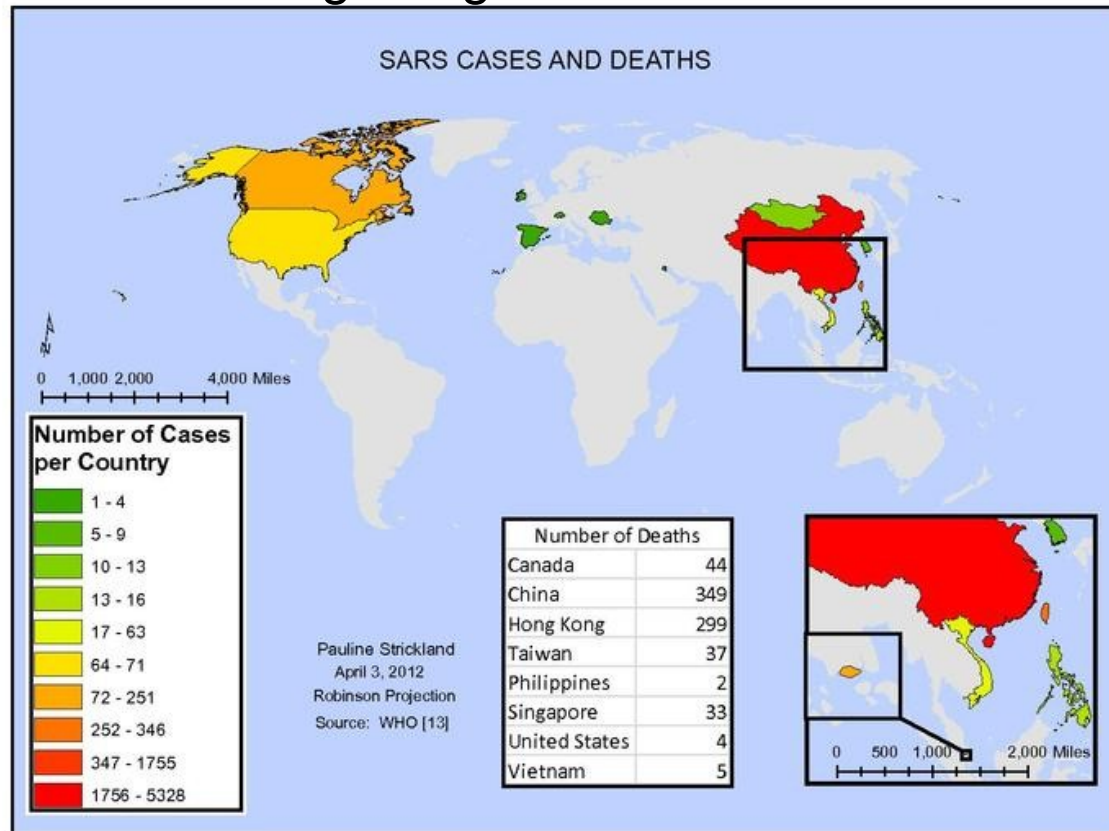 SARS CASES AND DEATHS
0 1,000 2,000 4,000 Miles
Number of Cases
per Country
1 - 4
5 - 9
10 - 13
13 - 16
17 - 63
64 - 71
72 - 251
252 - 346
347 - 1755
1756 - 5328
Pauline Strickland
April 3, 2012
Robinson Projection
Source: WHO [13]
Number of Deaths
Canada 44
China 349
Hong Kong 299
Taiwan 37
Philippines 2
Singapore 33
United States 4
Vietnam 5
0 500 1,000 2,000 Miles